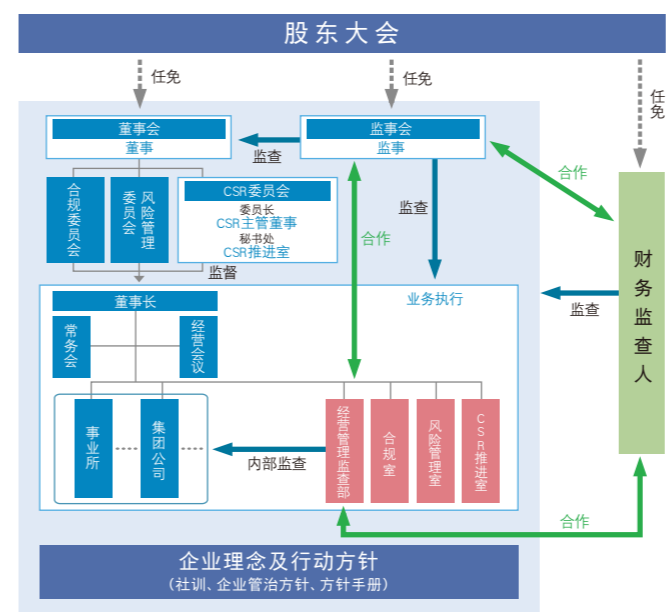 股东大会
任免
任免
任免
董事会
董事
监查
监事会
监事
合作
合规委员会
风险管理
委员会
CSR委员会
委员长
CSR主管董事
秘书处
CSR推进室
监查
合作
监督
财务监查人
董事长
业务执行
监查
常务会
经营会议
事业所
集团公司
内部监查
经营管理监查部
合规室
风险管理室
CSR推进室
合作
企业理念及行动方针
(社训、企业管治方针、方针手册)